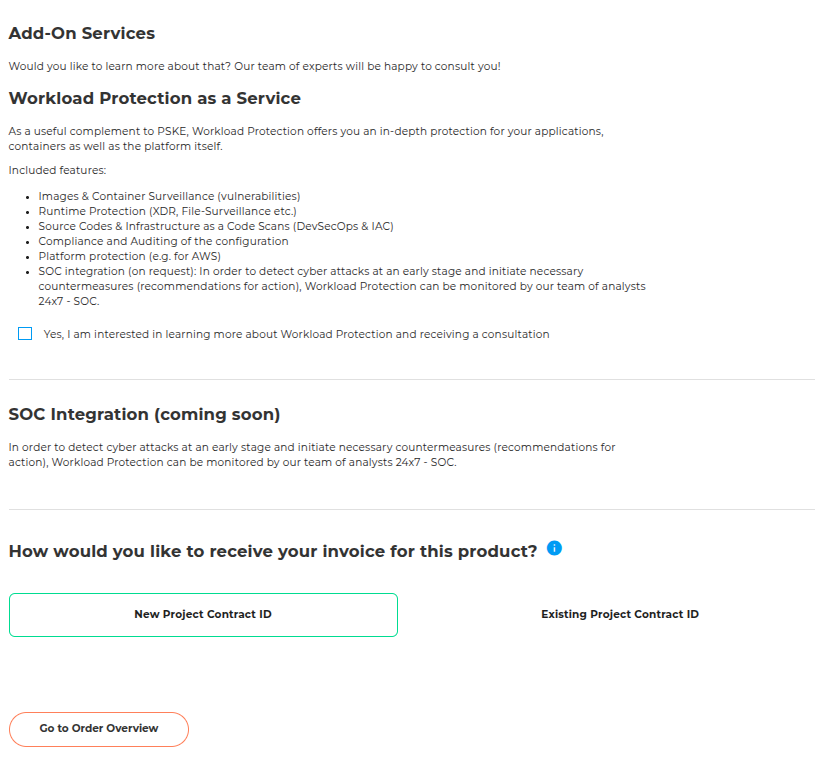 Add-On Services
Would you like to learn more about that? Our team of experts will be happy to consult you!
Workload Protection as a Service
As a useful complement to PSKE, Workload Protection offers you an in-depth protection for your applications,
containers as well as the platform itself.
Included features:
• Images & Container Surveillance (vulnerabilities)
• Runtime Protection (XDR, File-Surveillance etc.)
• Source Codes & Infrastructure as a Code Scans (DevSecOps & IAC)
• Compliance and Auditing of the configuration
• Platform protection (e.g. for AWS)
• SOC integration (on request): In order to detect cyber attacks at an early stage and initiate necessary
countermeasures (recommendations for action), Workload Protection can be monitored by our team of analysts
24x7 - SOC.
Yes, I am interested in learning more about Workload Protection and receiving a consultation
SOC Integration (coming soon)
In order to detect cyber attacks at an early stage and initiate necessary countermeasures (recommendations for
action), Workload Protection can be monitored by our team of analysts 24x7 - SOC.
How would you like to receive your invoice for this product? i
New Project Contract ID
Existing Project Contract ID
Go to Order Overview